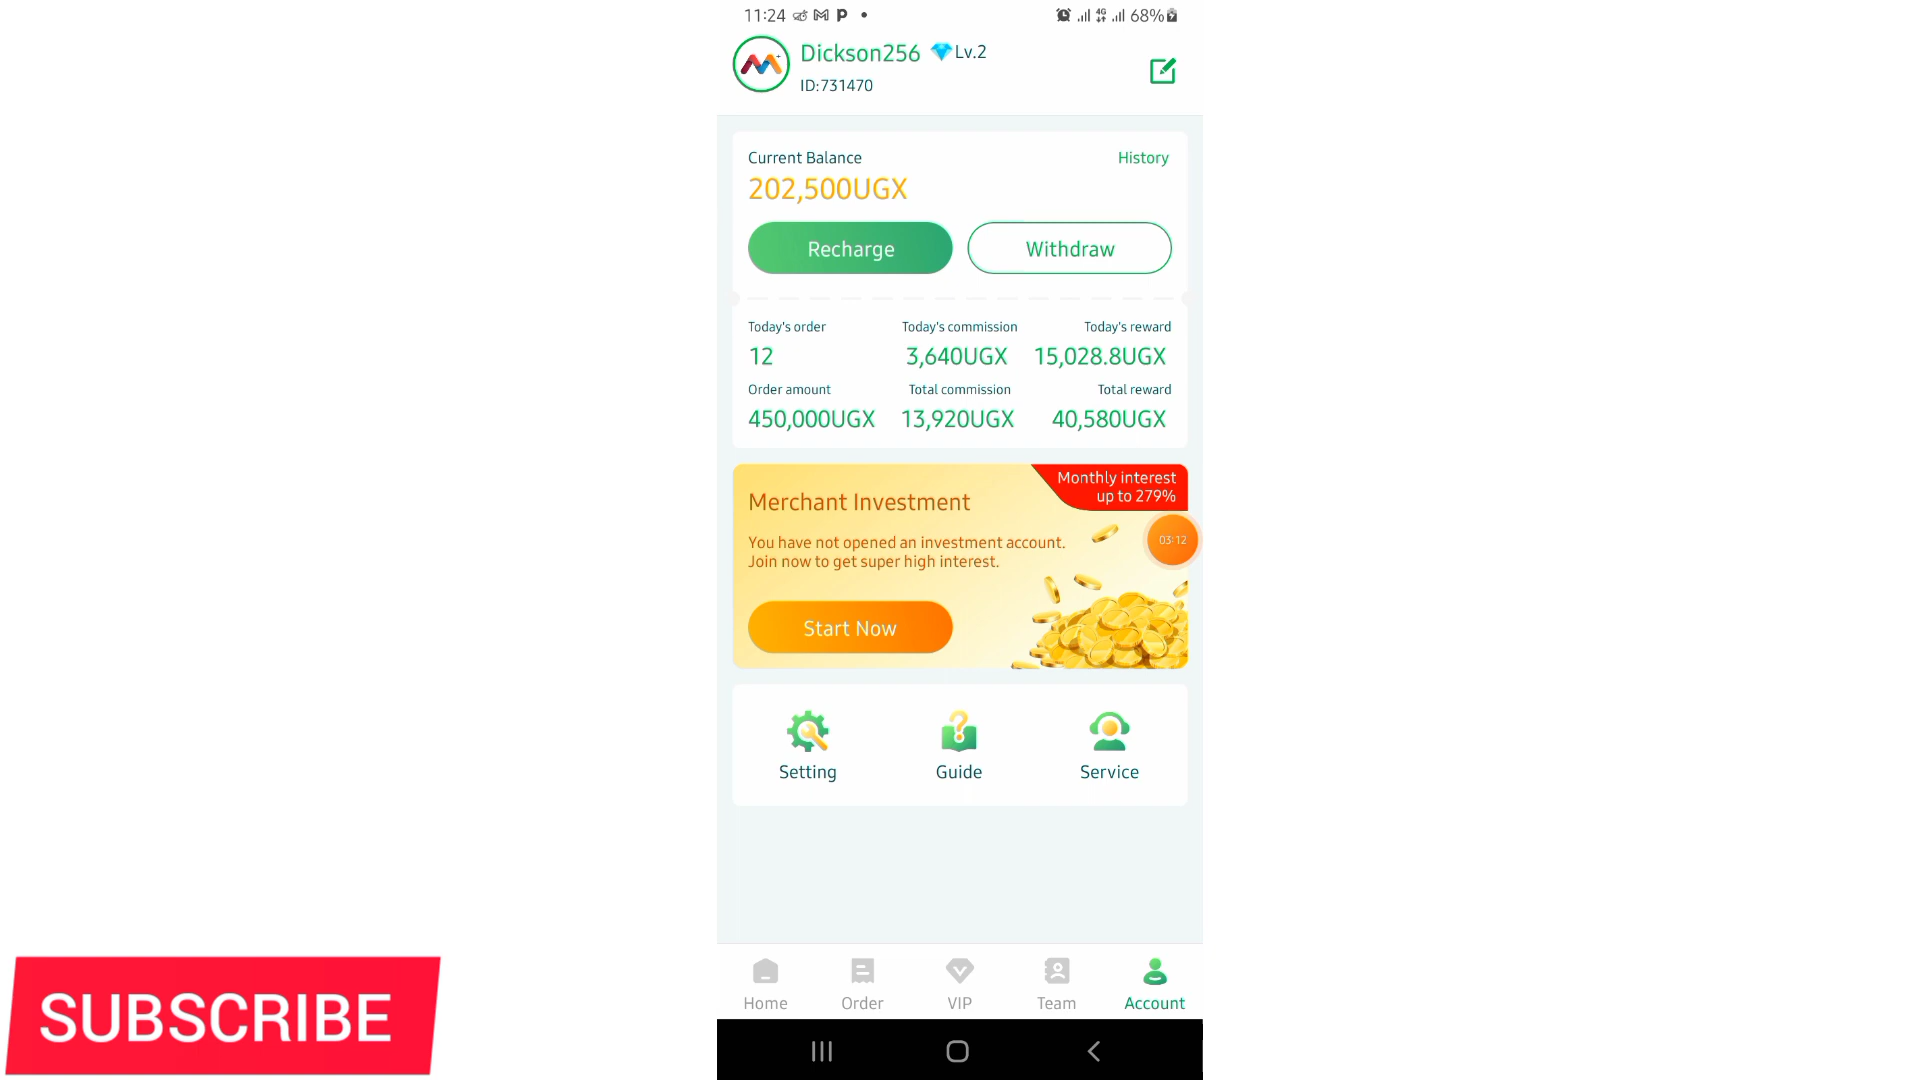 11:24 P 4G 68%
Dickson256 Lv.2
ID:731470
Current Balance History
202,500UGX
Recharge Withdraw
Today's order Today's commission Today's reward
12 3,640UGX 15,028.8UGX
Order amount Total commission Total reward
450,000UGX 13,920UGX 40,580UGX
Monthly interest
up to 279%
Merchant Investment
03:12
You have not opened an investment account.
Join now to get super high interest.
Start Now
Setting Guide Service
Home Order VIP Team Account
SUBSCRIBE